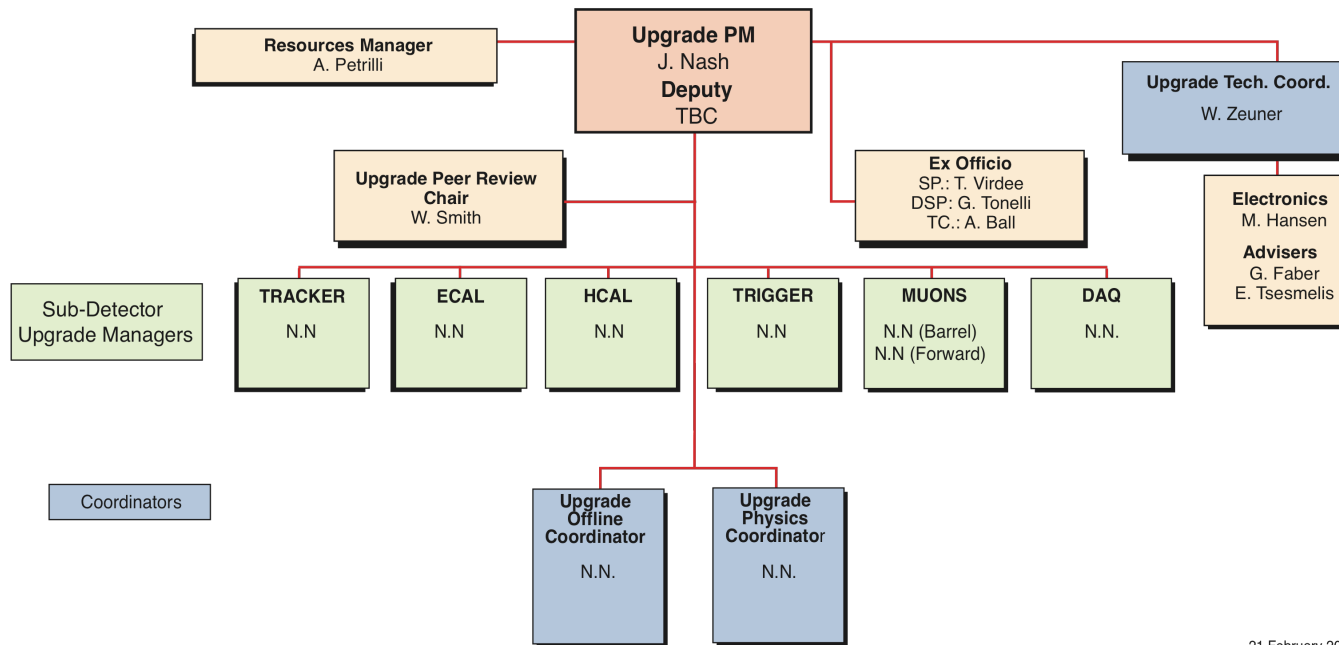 Resources Manager
A. Petrilli
Upgrade PM
J. Nash
Deputy
TBC
Upgrade Tech. Coord.
W. Zeuner
Upgrade Peer Review
Chair
W. Smith
Ex Officio
SP.: T. Virdee
DSP: G. Tonelli
TC.: A. Ball
Electronics
M. Hansen
Advisers
G. Faber
E. Tsesmelis
Sub-Detector
Upgrade Managers
TRACKER
N.N
ECAL
N.N
HCAL
N.N
TRIGGER
N.N
MUONS
N.N (Barrel)
N.N (Forward)
DAQ
N.N.
Coordinators
Upgrade
Offline
Coordinator
N.N.
Upgrade
Physics
Coordinator
N.N.
21 February